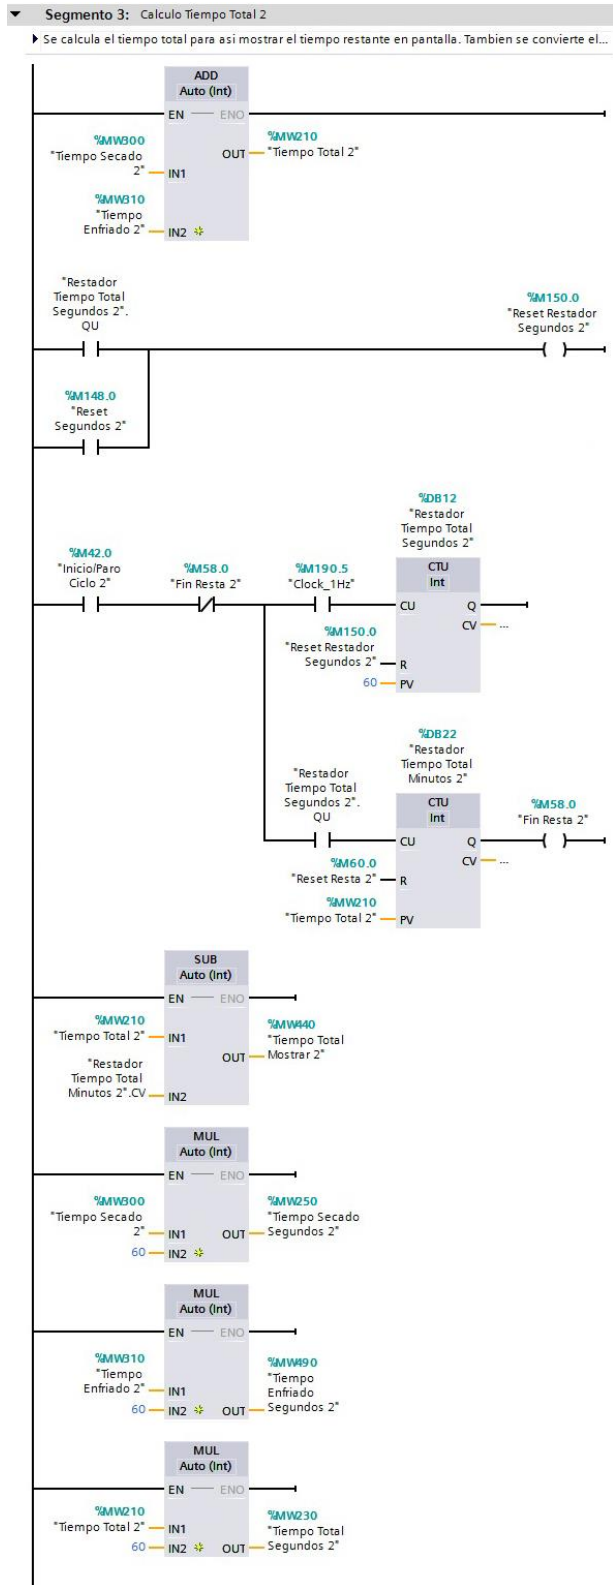 Segmento 3: Calculo Tiempo Total 2
Se calcula el tiempo total para asi mostrar el tiempo restante en pantalla. Tambien se convierte el...
ADD
Auto (Int)
EN
ENO
%MW300
"Tiempo Secado
2"
IN1
%MW210
OUT
"Tiempo Total 2"
%MW310
"Tiempo
Enfriado 2"
IN2
"Restador
Tiempo Total
Segundos 2".
QU
%M150.0
"Reset Restador
Segundos 2"
%M148.0
"Reset
Segundos 2"
%DB12
"Restador
Tiempo Total
Segundos 2"
%M42.0
"Inicio/Paro
Ciclo 2"
%M58.0
"Fin Resta 2"
%M190.5
"Clock_1Hz"
CTU
Int
CU
Q
CV
...
%M150.0
"Reset Restador
Segundos 2"
R
60
PV
%DB22
"Restador
Tiempo Total
Minutos 2"
"Restador
Tiempo Total
Segundos 2".
QU
CTU
Int
%M58.0
"Fin Resta 2"
CU
Q
CV
...
%M60.0
"Reset Resta 2"
R
%MW210
"Tiempo Total 2"
PV
SUB
Auto (Int)
EN
ENO
%MW210
"Tiempo Total 2"
IN1
%MW440
"Tiempo Total
Mostrar 2"
OUT
"Restador
Tiempo Total
Minutos 2".CV
IN2
MUL
Auto (Int)
EN
ENO
%MW300
"Tiempo Secado
2"
IN1
60
IN2
%MW250
"Tiempo Secado
Segundos 2"
OUT
MUL
Auto (Int)
EN
ENO
%MW310
"Tiempo
Enfriado 2"
IN1
60
IN2
%MW490
"Tiempo
Enfriado
Segundos 2"
OUT
MUL
Auto (Int)
EN
ENO
%MW210
"Tiempo Total 2"
IN1
60
IN2
%MW230
"Tiempo Total
Segundos 2"
OUT